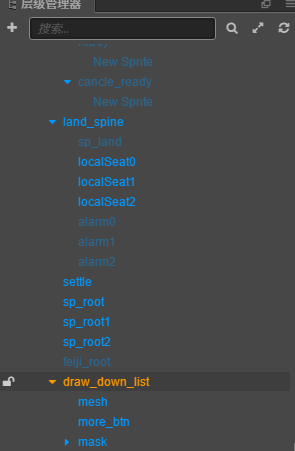 层级管理器
搜索...
New Sprite
cancle_ready
New Sprite
land_spine
sp_land
localSeat0
localSeat1
localSeat2
alarm0
alarm1
alarm2
settle
sp_root
sp_root1
sp_root2
feiji_root
draw_down_list
mesh
more_btn
mask